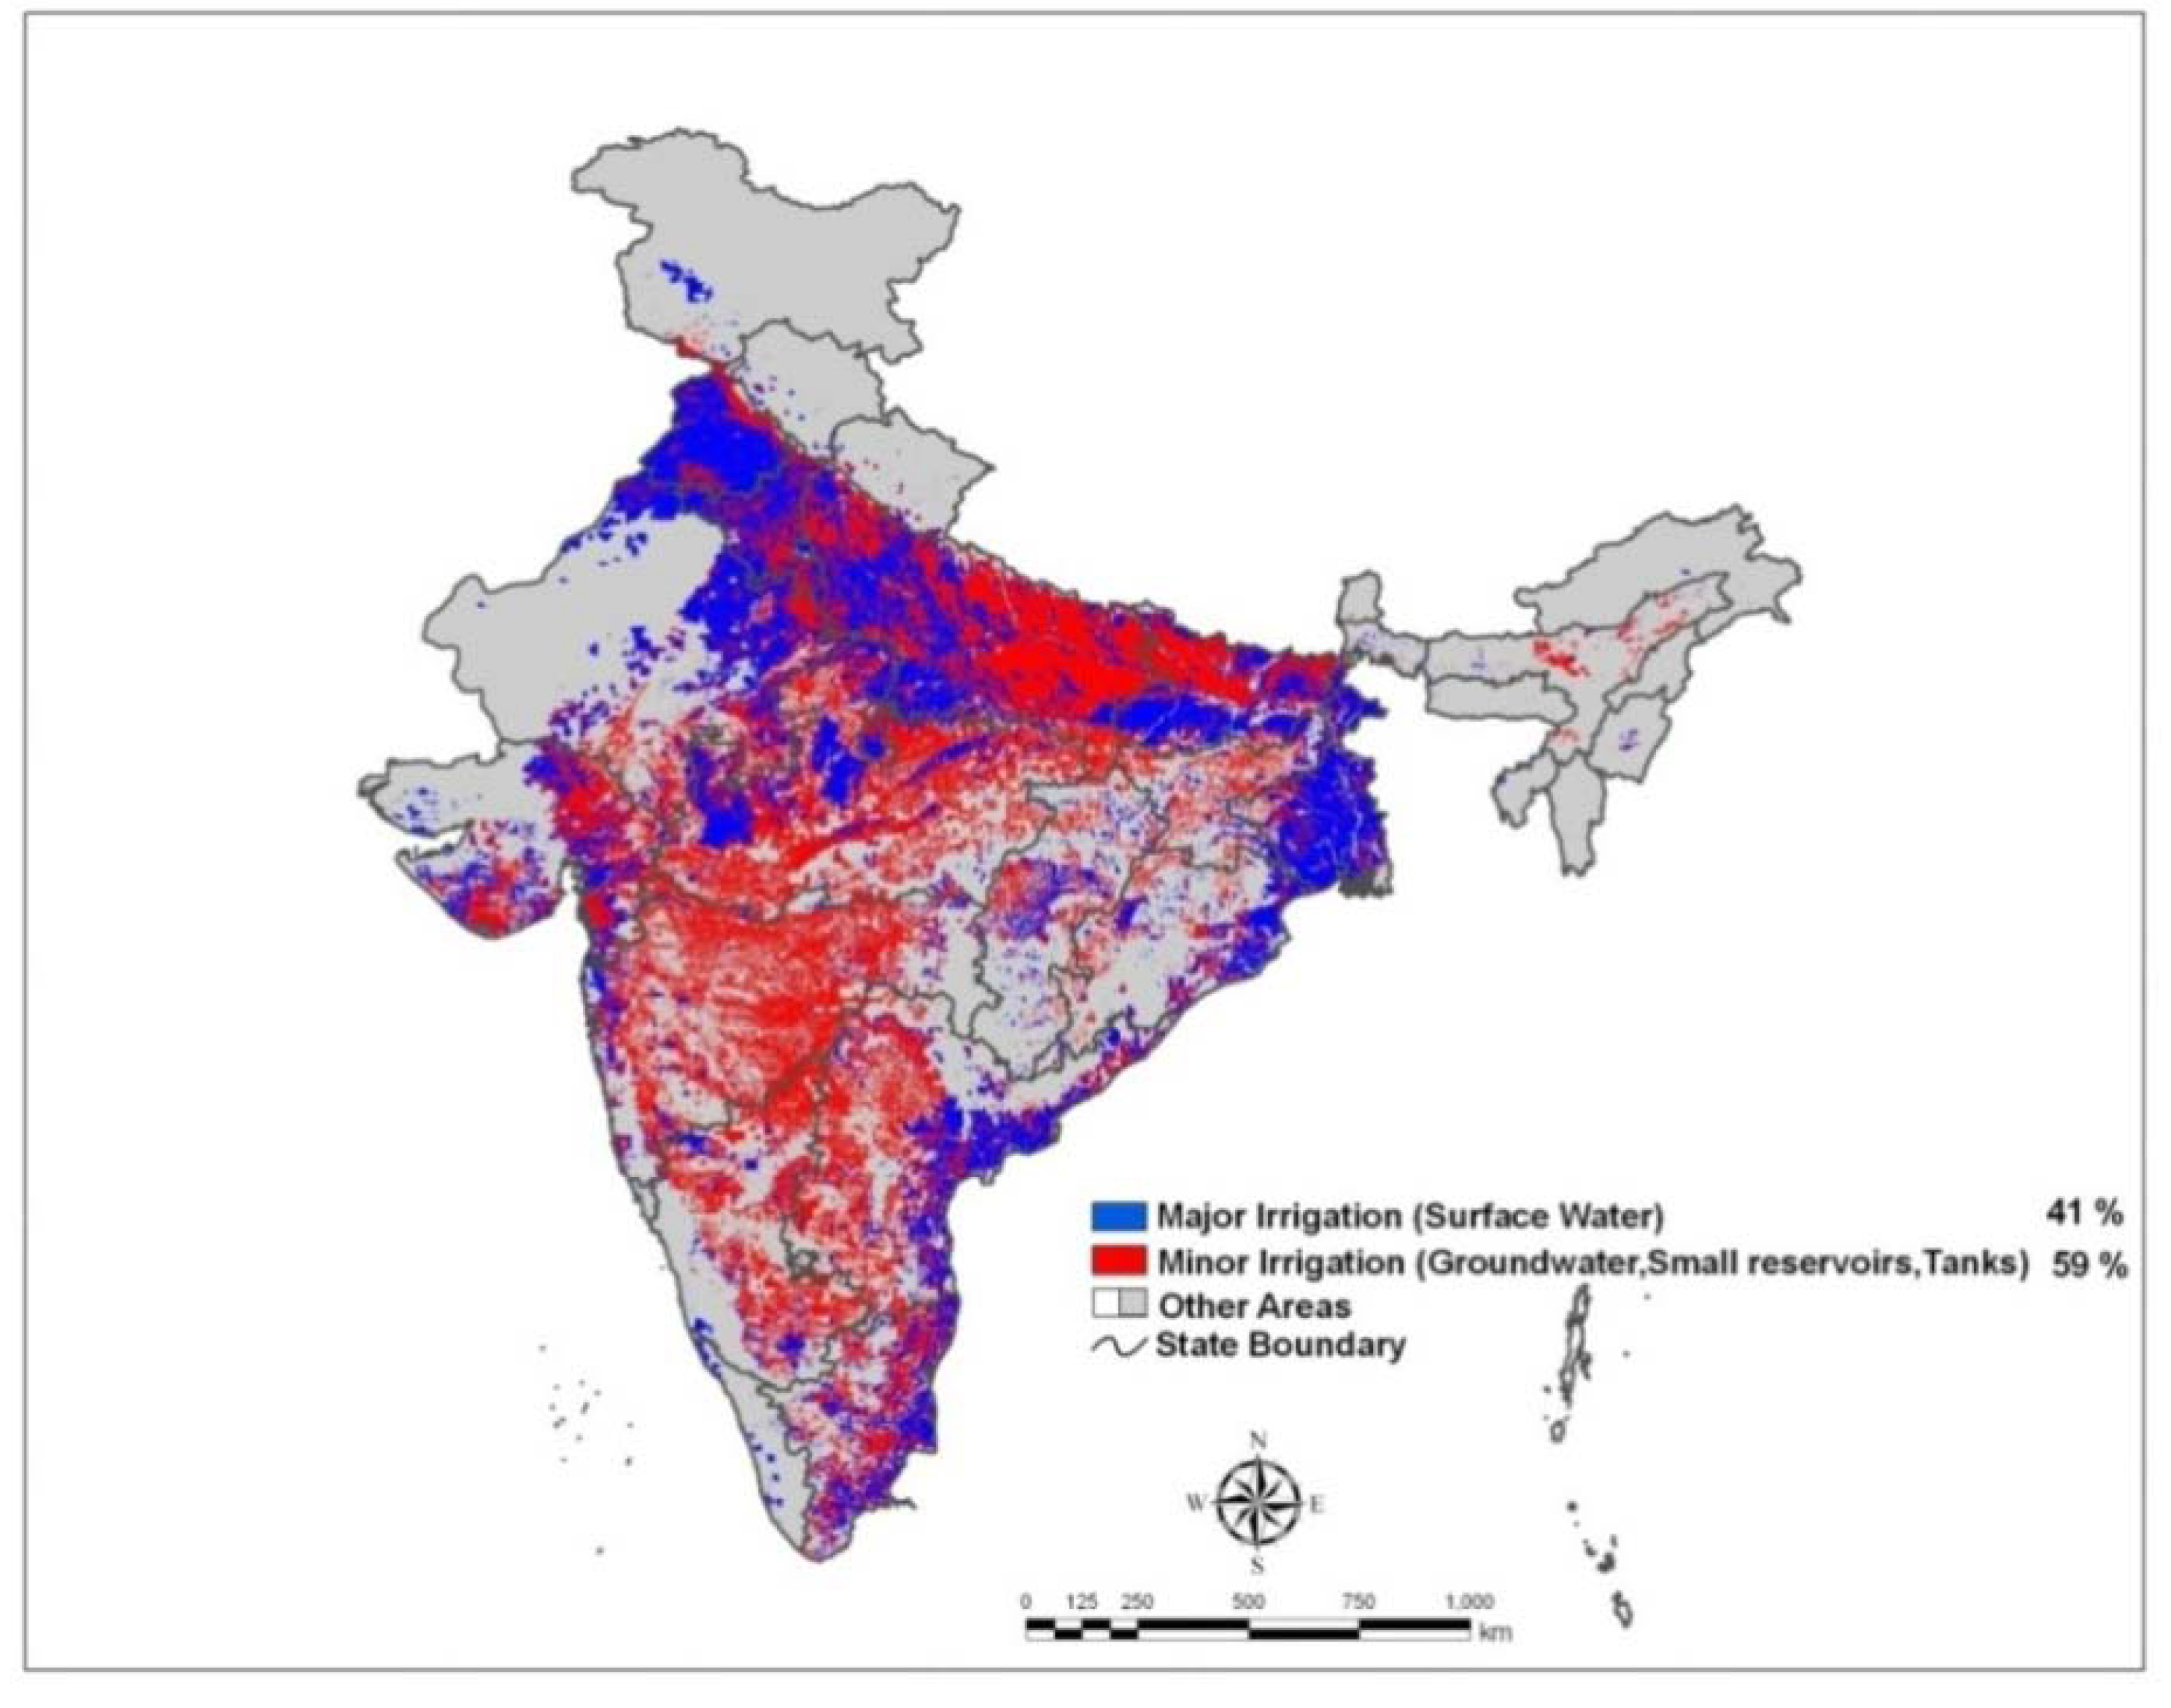 Major Irrigation (Surface Water) 41 %
Minor Irrigation (Groundwater,Small reservoirs,Tanks) 59 %
Other Areas
State Boundary
N
W E
S
0 125 250 500 750 1,000
km